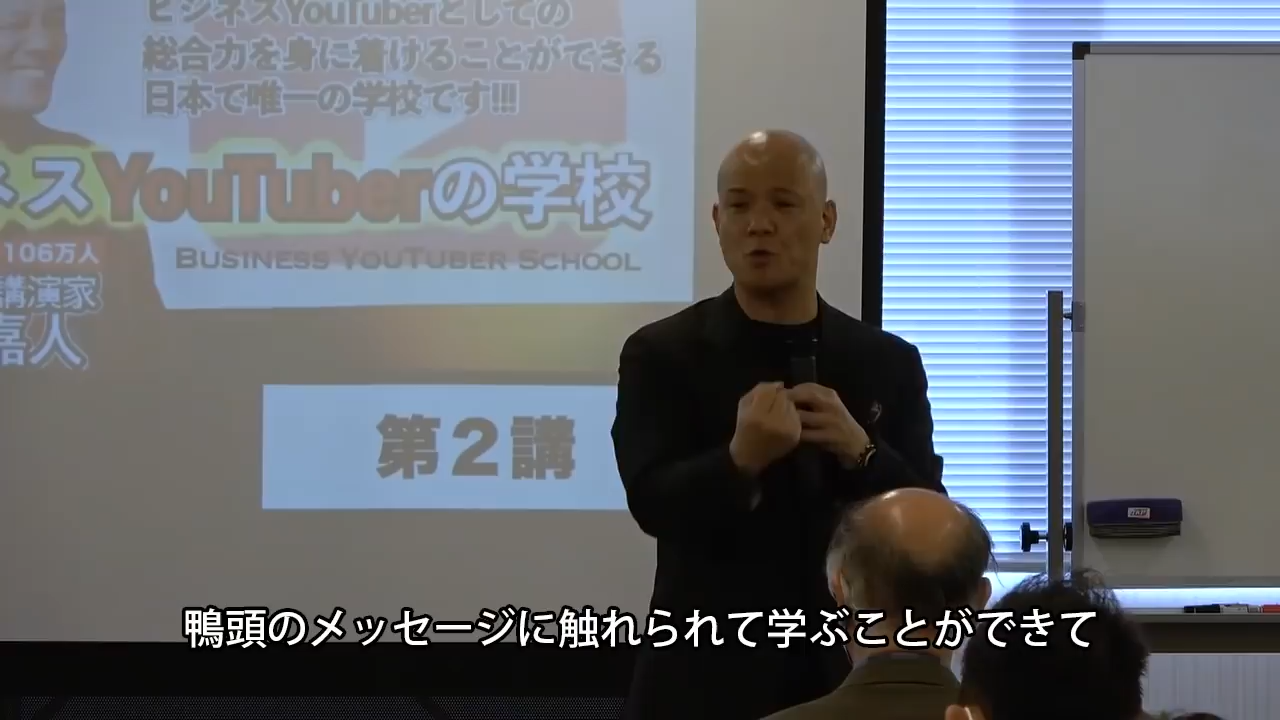 ビジネスYouTuberとしての
総合力を身に着けることができる
日本で唯一の学校です!!!
ネスYouTuberの学校
106万人
BUSINESS YOUTUBER SCHOOL
講演家
嘉人
第2講
鴨頭のメッセージに触れられて学ぶことができて